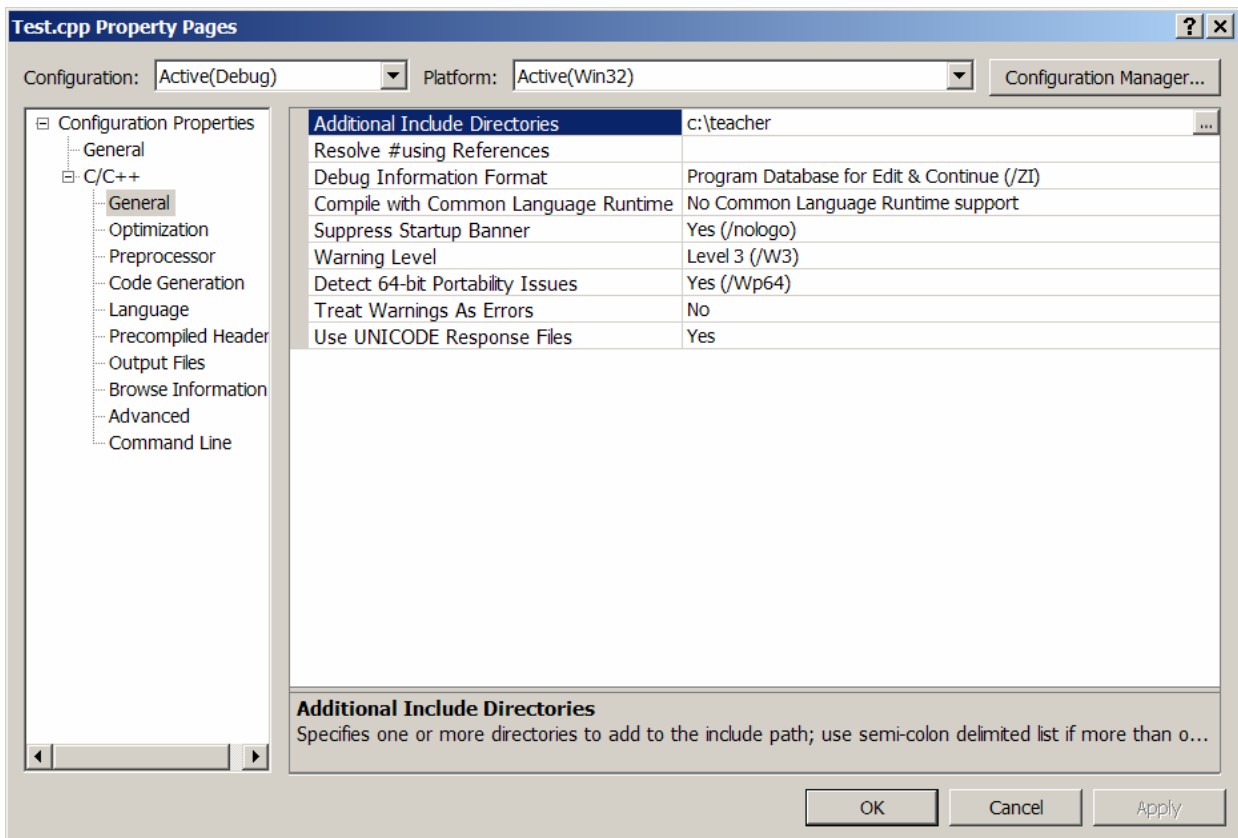 Test.cpp Property Pages
Configuration: Active(Debug) Platform: Active(Win32) Configuration Manager...
Configuration Properties
General
C/C++
General
Optimization
Preprocessor
Code Generation
Language
Precompiled Header
Output Files
Browse Information
Advanced
Command Line
Additional Include Directories c:\teacher ...
Resolve #using References
Debug Information Format Program Database for Edit & Continue (/ZI)
Compile with Common Language Runtime No Common Language Runtime support
Suppress Startup Banner Yes (/nologo)
Warning Level Level 3 (/W3)
Detect 64-bit Portability Issues Yes (/Wp64)
Treat Warnings As Errors No
Use UNICODE Response Files Yes
Additional Include Directories
Specifies one or more directories to add to the include path; use semi-colon delimited list if more than o...
OK Cancel Apply